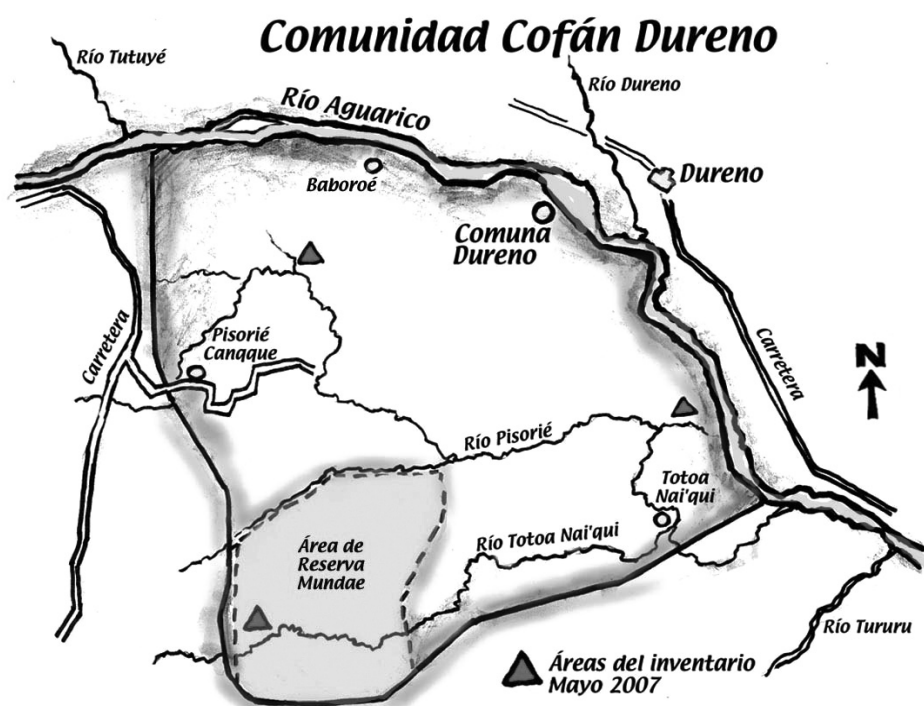 Comunidad Cofán Dureno
Río Tutuyé
Río Dureno
Río Aguarico
Baboroé
Dureno
Comuna
Dureno
Pisorié
Canqque
Carretera
Carretera
N
Río Pisorié
Totoa
Nai'qui
Área de
Reserva
Mundae
Río Totoa Nai'qui
Río Tururu
Áreas del inventario
Mayo 2007